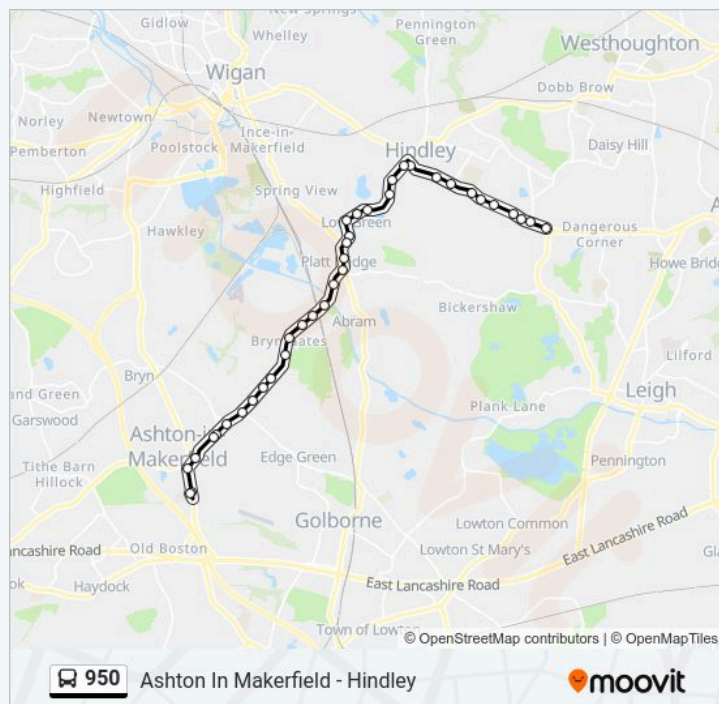 New Springs
Gidlow
Whelley
Pennington
Green
Westhoughton
Wigan
Dobb Brow
Norley
Newtown
Ince-in-
Makerfield
Pemberton
Poolstock
Hindley
Daisy Hill
Highfield
Spring View
Hawkley
Low Green
Dangerous
Corner
Platt Bridge
Howe Bridge
Bickershaw
Abram
Bryn Gates
Lilford
Bryn
Leigh
Garswood
Plank Lane
Ashton-in-
Makerfield
Edge Green
Tithe Barn
Hillock
Pennington
Golborne
Lowton Common
ancashire Road
Old Boston
Lowton St Mary's
East Lancashire Road
Haydock
East Lancashire Road
Town of Lowton
© OpenStreetMap contributors | © OpenMapTiles
950 Ashton In Makerfield - Hindley
moovit